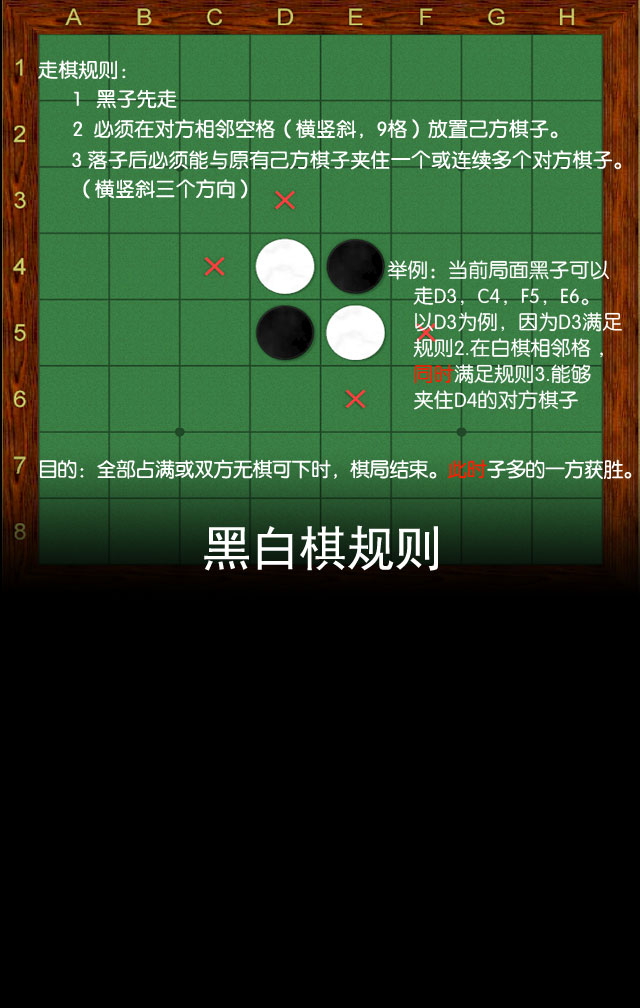 A B C D E F G H
1 走棋规则：
1 黑子先走
2 必须在对方相邻空格（横竖斜，9格）放置己方棋子。
2
3 落子后必须能与原有己方棋子夹住一个或连续多个对方棋子。
（横竖斜三个方向）
3
4 举例：当前局面黑子可以
走D3，C4，F5，E6。
5 以D3为例，因为D3满足
规则2.在白棋相邻格，
同时满足规则3.能够
6 夹住D4的对方棋子
7 目的：全部占满或双方无棋可下时，棋局结束。此时子多的一方获胜。
8
黑白棋规则